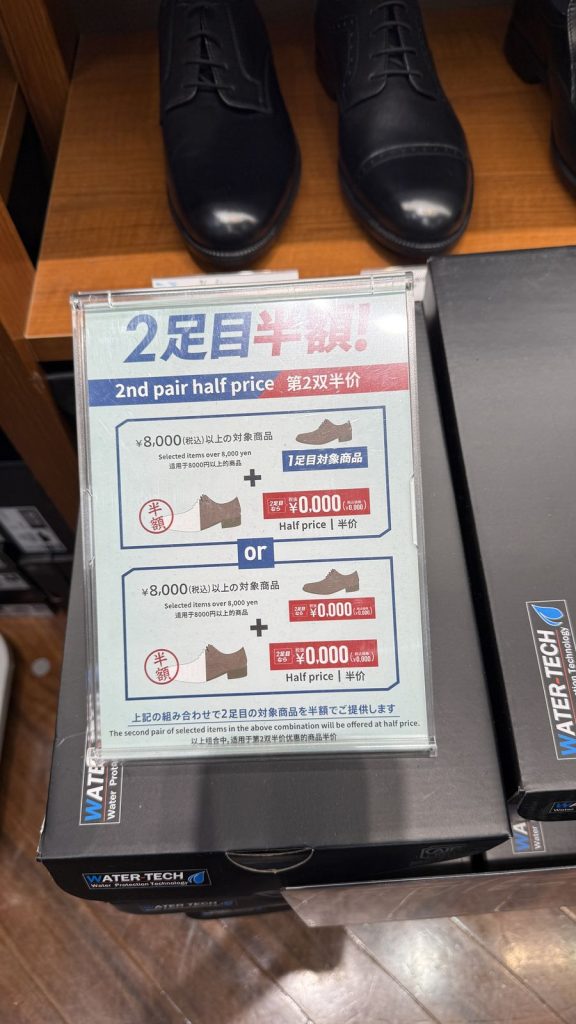 2足目半額!
2nd pair half price 第2双半价
¥8,000(税込)以上の対象商品
Selected items over 8,000 yen
适用于8000円以上的商品
1足目対象商品
+
半額
2足目なら
¥0.000
(¥0,000)
Half price | 半价
or
¥8,000(税込)以上の対象商品
Selected items over 8,000 yen
适用于8000円以上的商品
¥0.000
+
半額
2足目なら
¥0.000
(¥0,000)
Half price | 半价
上記の組み合わせで2足目の対象商品を半額でご提供します
The second pair of selected items in the above combination will be offered at half price.
以上组合中,适用于第2双半价优惠的商品半价
WATER-TECH
Water Protection Technology
WATER
Water
WATER-TECH
Technology